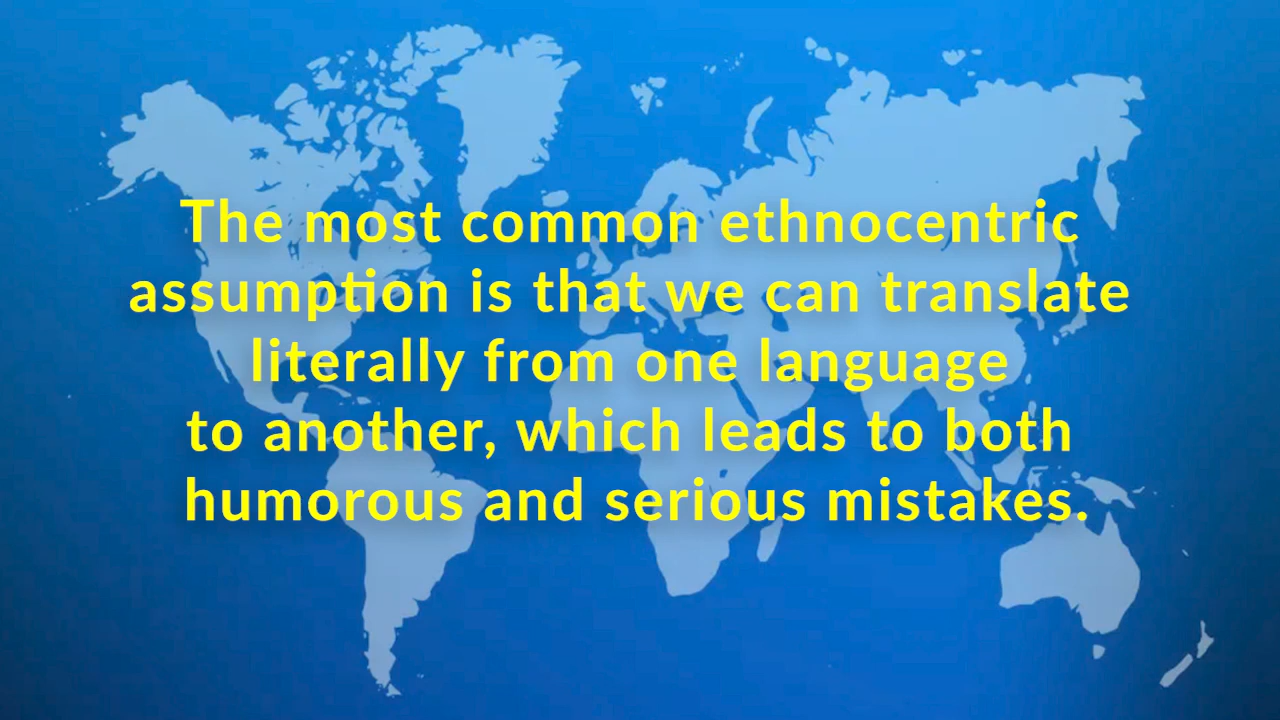 The most common ethnocentric
assumption is that we can translate
literally from one language
to another, which leads to both
humorous and serious mistakes.